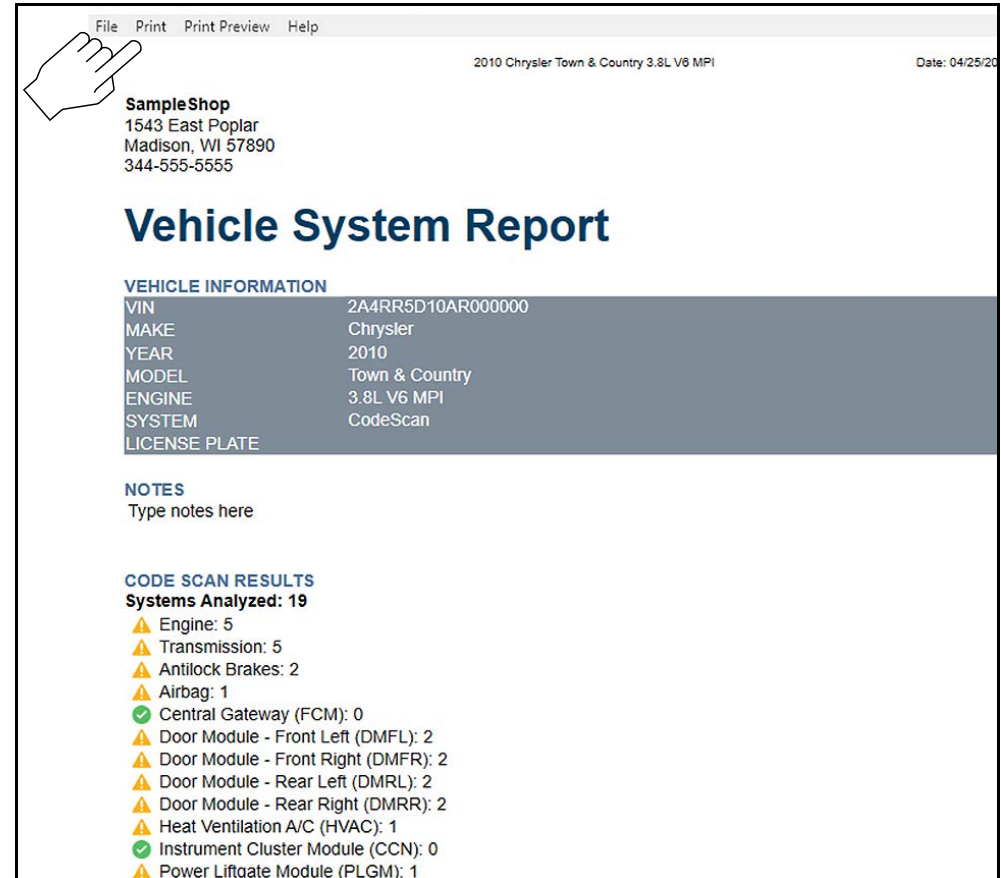 File Print Print Preview Help
2010 Chrysler Town & Country 3.8L V6 MPI Date: 04/25/20
SampleShop
1543 East Poplar
Madison, WI 57890
344-555-5555
Vehicle System Report
VEHICLE INFORMATION
VIN 2A4RR5D10AR000000
MAKE Chrysler
YEAR 2010
MODEL Town & Country
ENGINE 3.8L V6 MPI
SYSTEM CodeScan
LICENSE PLATE
NOTES
Type notes here
CODE SCAN RESULTS
Systems Analyzed: 19
Engine: 5
Transmission: 5
Antilock Brakes: 2
Airbag: 1
Central Gateway (FCM): 0
Door Module - Front Left (DMFL): 2
Door Module - Front Right (DMFR): 2
Door Module - Rear Left (DMRL): 2
Door Module - Rear Right (DMRR): 2
Heat Ventilation A/C (HVAC): 1
Instrument Cluster Module (CCN): 0
Power Liftgate Module (PLGM): 1